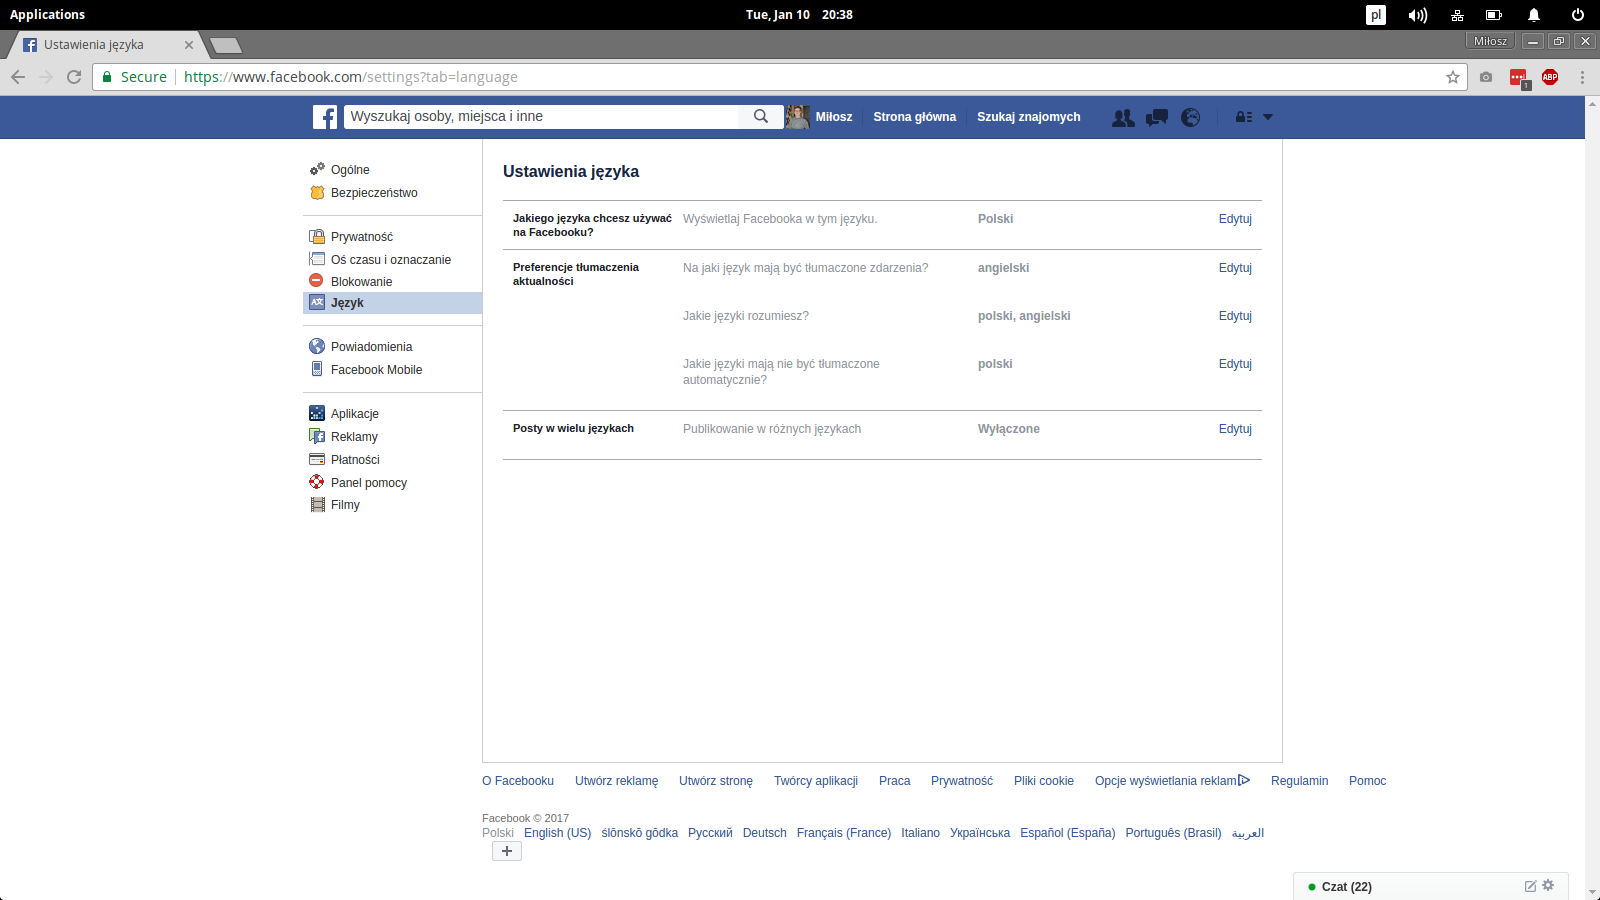 Applications
Tue, Jan 10 20:38
pl
Ustawienia języka
Miłosz
Secure https://www.facebook.com/settings?tab=language
1
ABP
Wyszukaj osoby, miejsca i inne
Miłosz Strona główna Szukaj znajomych
Ogólne
Bezpieczeństwo
Prywatność
Oś czasu i oznaczanie
Blokowanie
Język
Powiadomienia
Facebook Mobile
Aplikacje
Reklamy
Płatności
Panel pomocy
Filmy
Ustawienia języka
Jakiego języka chcesz używać na Facebooku? Wyświetlaj Facebooka w tym języku. Polski Edytuj
Preferencje tłumaczenia aktualności Na jaki język mają być tłumaczone zdarzenia? angielski Edytuj
Jakie języki rozumiesz? polski, angielski Edytuj
Jakie języki mają nie być tłumaczone automatycznie? polski Edytuj
Posty w wielu językach Publikowanie w różnych językach Wyłączone Edytuj
O Facebooku Utwórz reklamę Utwórz stronę Twórcy aplikacji Praca Prywatność Pliki cookie Opcje wyświetlania reklam Regulamin Pomoc
Facebook © 2017
Polski English (US) ślōnskŏ gŏdka Русский Deutsch Français (France) Italiano Українська Español (España) Português (Brasil) العربية
+
Czat (22)